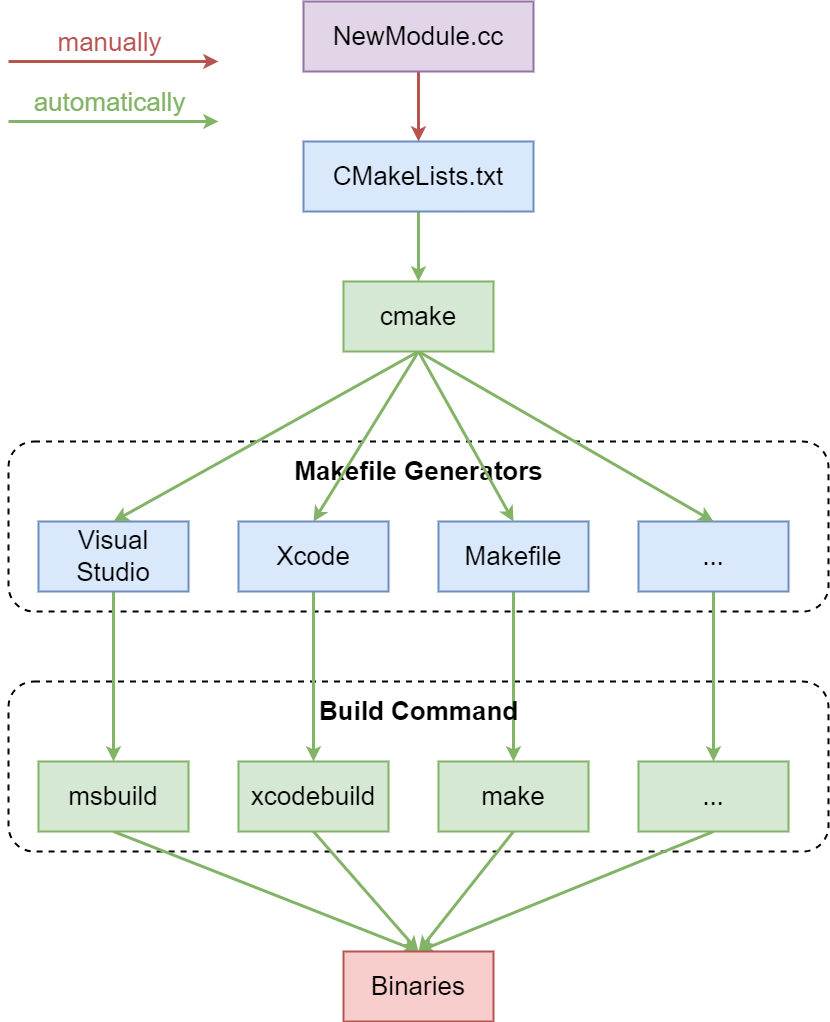 manually
automatically
NewModule.cc
CMakeLists.txt
cmake
Makefile Generators
Visual
Studio
Xcode
Makefile
...
Build Command
msbuild
xcodebuild
make
...
Binaries